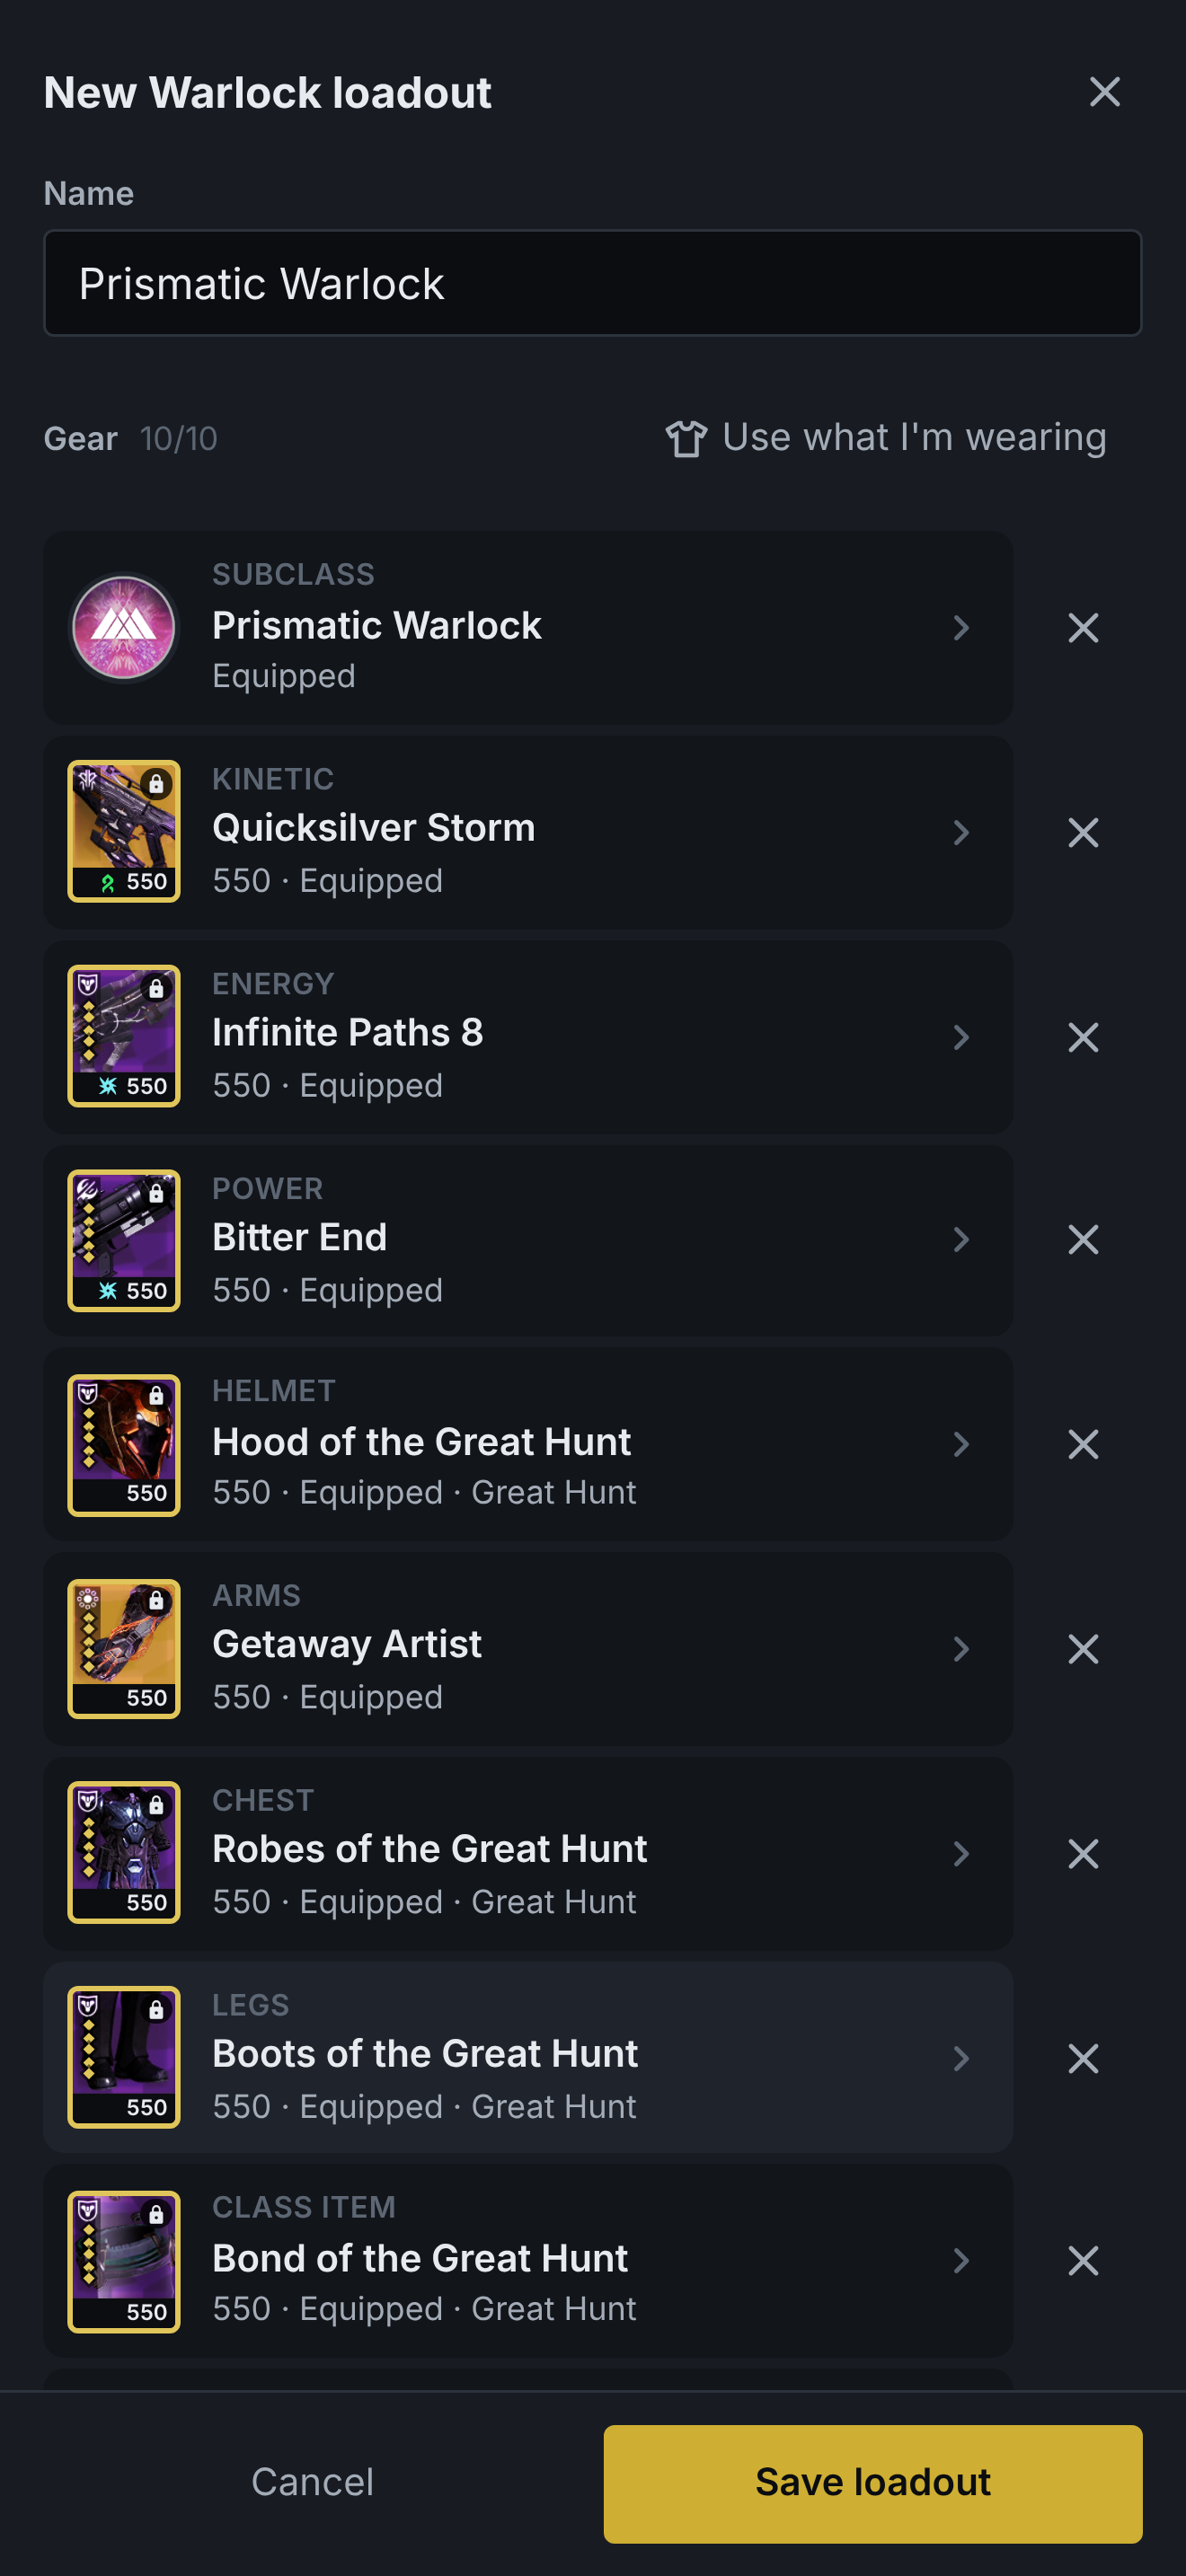 New Warlock loadout
Name
Prismatic Warlock
Gear 10/10 Use what I'm wearing
SUBCLASS
Prismatic Warlock
Equipped
KINETIC
Quicksilver Storm
550 550 · Equipped
ENERGY
Infinite Paths 8
550 550 · Equipped
POWER
Bitter End
550 550 · Equipped
HELMET
Hood of the Great Hunt
550 550 · Equipped · Great Hunt
ARMS
Getaway Artist
550 550 · Equipped
CHEST
Robes of the Great Hunt
550 550 · Equipped · Great Hunt
LEGS
Boots of the Great Hunt
550 550 · Equipped · Great Hunt
CLASS ITEM
Bond of the Great Hunt
550 550 · Equipped · Great Hunt
Cancel Save loadout